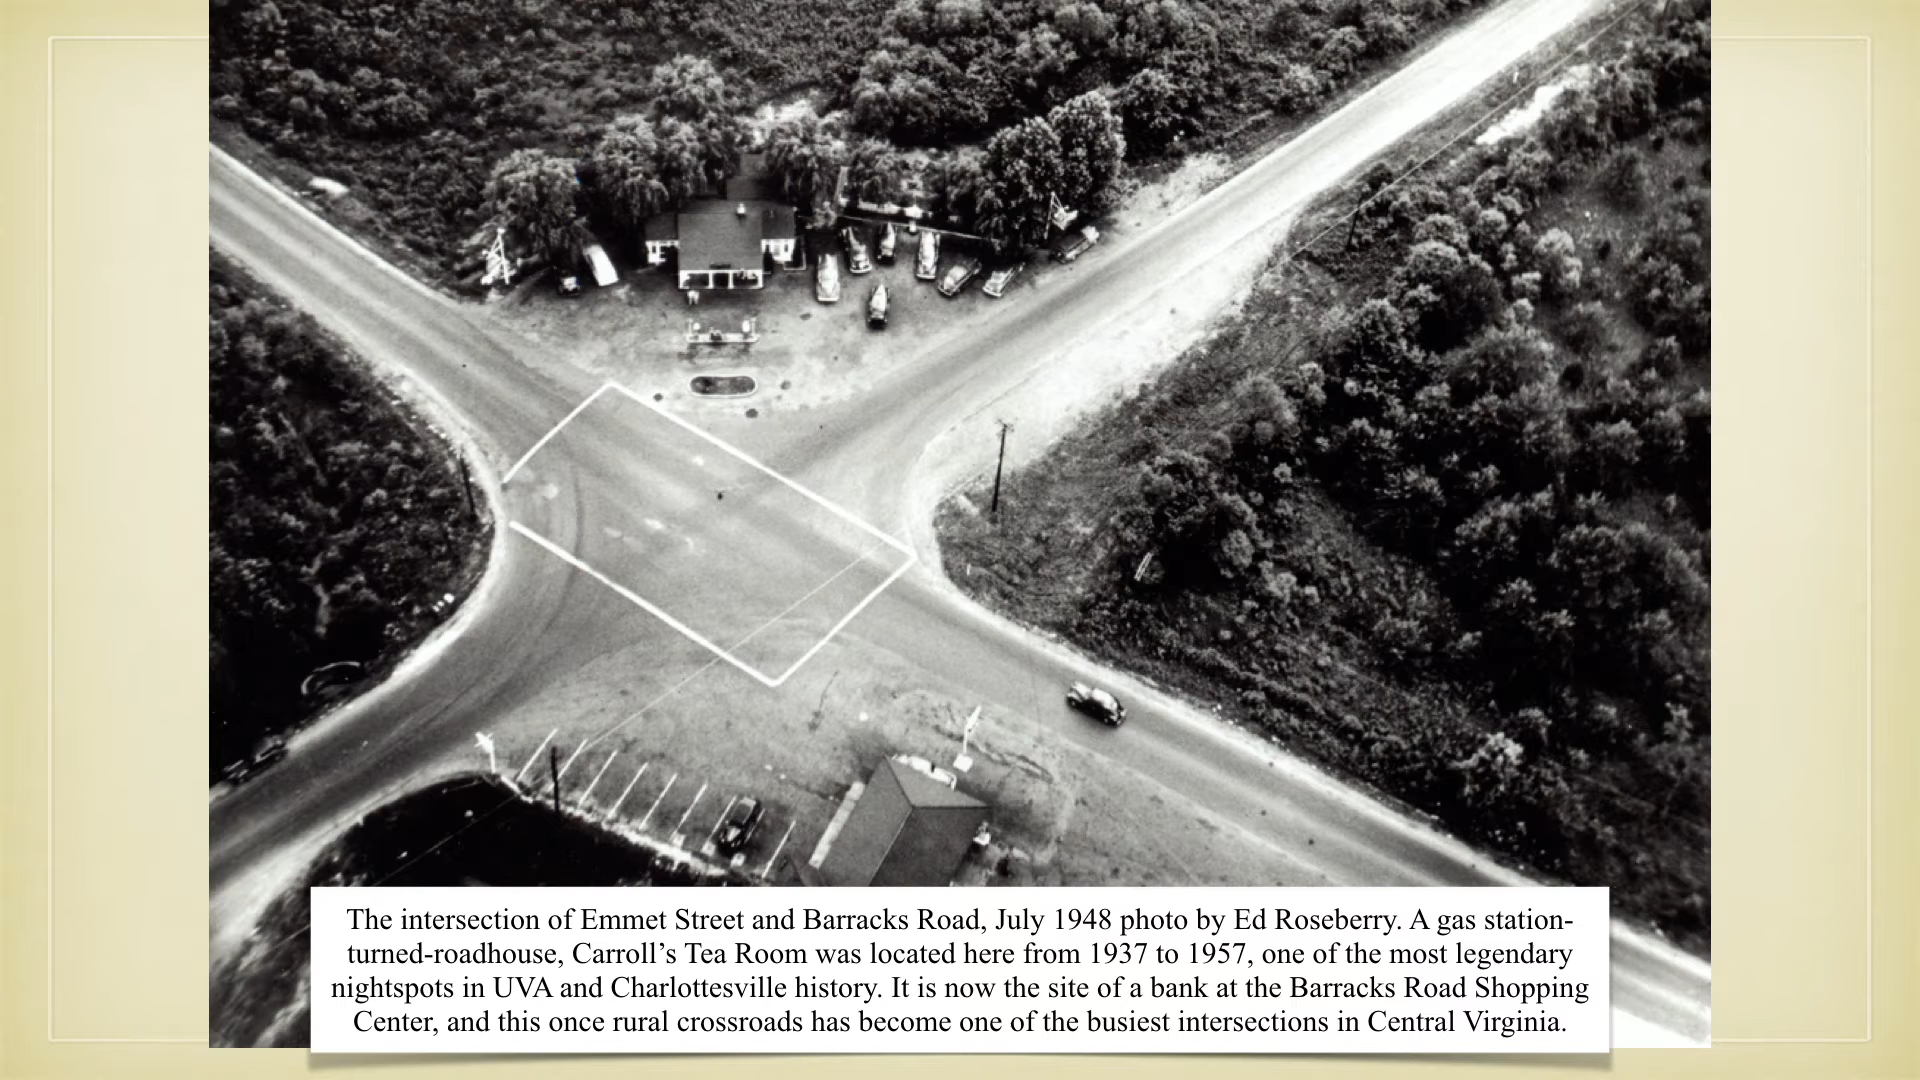 The intersection of Emmet Street and Barracks Road, July 1948 photo by Ed Roseberry. A gas station-
turned-roadhouse, Carroll’s Tea Room was located here from 1937 to 1957, one of the most legendary
nightspots in UVA and Charlottesville history. It is now the site of a bank at the Barracks Road Shopping
Center, and this once rural crossroads has become one of the busiest intersections in Central Virginia.